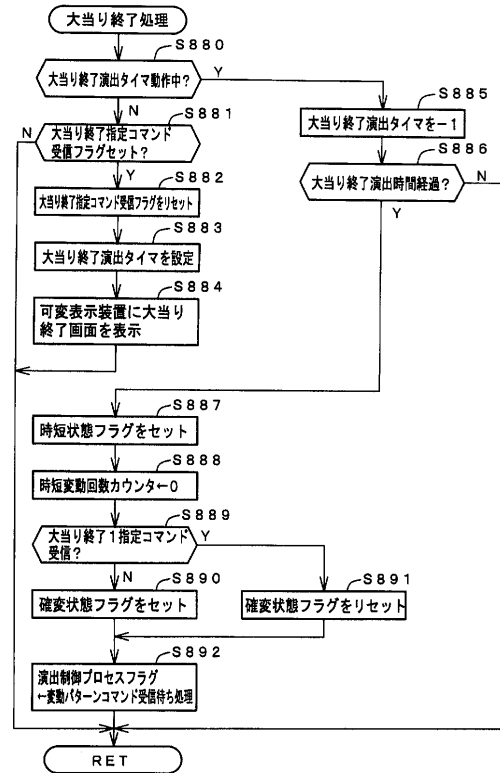 大当り終了処理
S880
大当り終了演出タイマ動作中？
Y
N
S881
大当り終了指定コマンド
受信フラグセット？
N
Y
S882
大当り終了指定コマンド受信フラグをリセット
S883
大当り終了演出タイマを設定
S884
可変表示装置に大当り
終了画面を表示
S885
大当り終了演出タイマを－1
S886
大当り終了演出時間経過？
N
Y
S887
時短状態フラグをセット
S888
時短変動回数カウンタ←0
S889
大当り終了1指定コマンド
受信？
Y
N
S890
確変状態フラグをセット
S891
確変状態フラグをリセット
S892
演出制御プロセスフラグ
←変動パターンコマンド受信待ち処理
RET